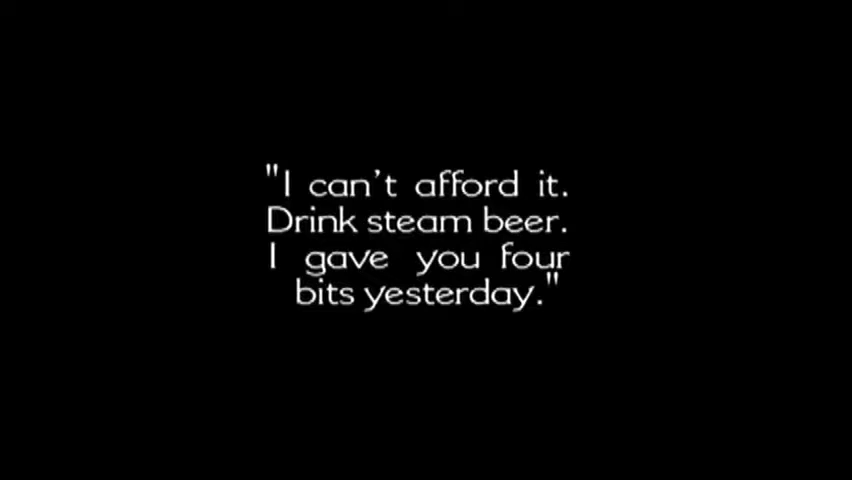 "I can't afford it.
Drink steam beer.
I gave you four
bits yesterday."